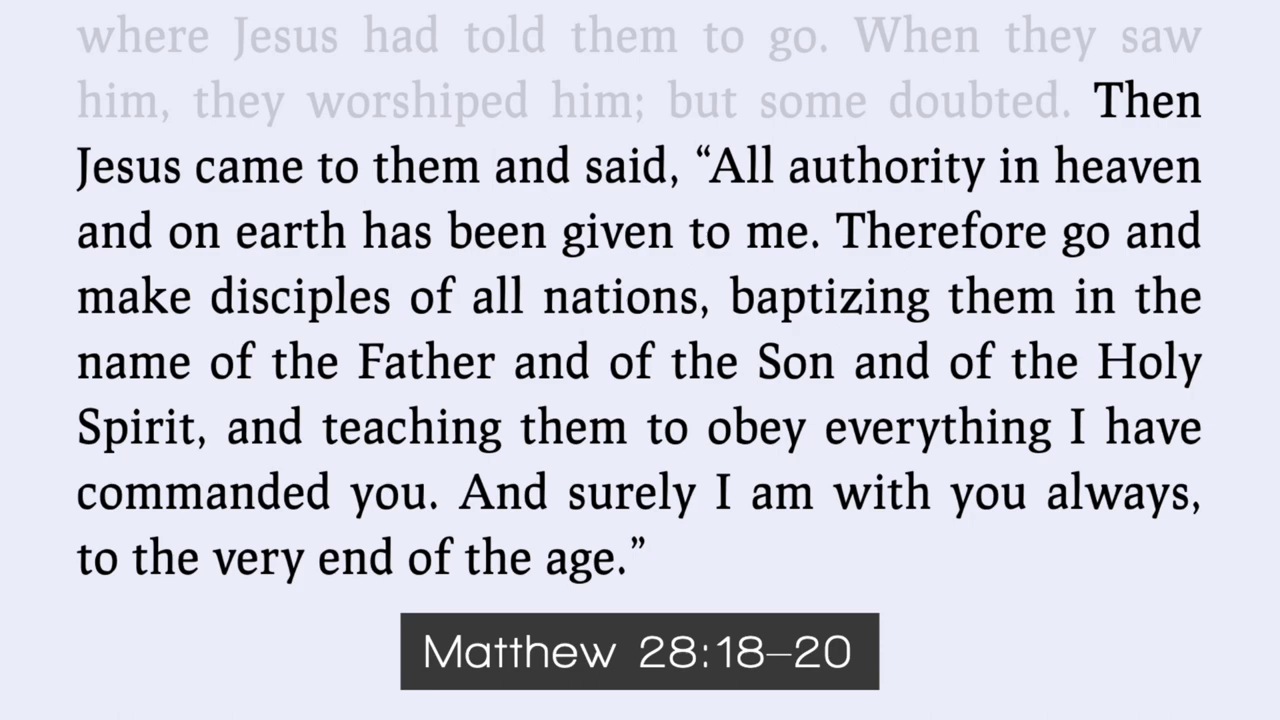 where Jesus had told them to go. When they saw
him, they worshiped him; but some doubted. Then
Jesus came to them and said, “All authority in heaven
and on earth has been given to me. Therefore go and
make disciples of all nations, baptizing them in the
name of the Father and of the Son and of the Holy
Spirit, and teaching them to obey everything I have
commanded you. And surely I am with you always,
to the very end of the age.”
Matthew 28:18–20